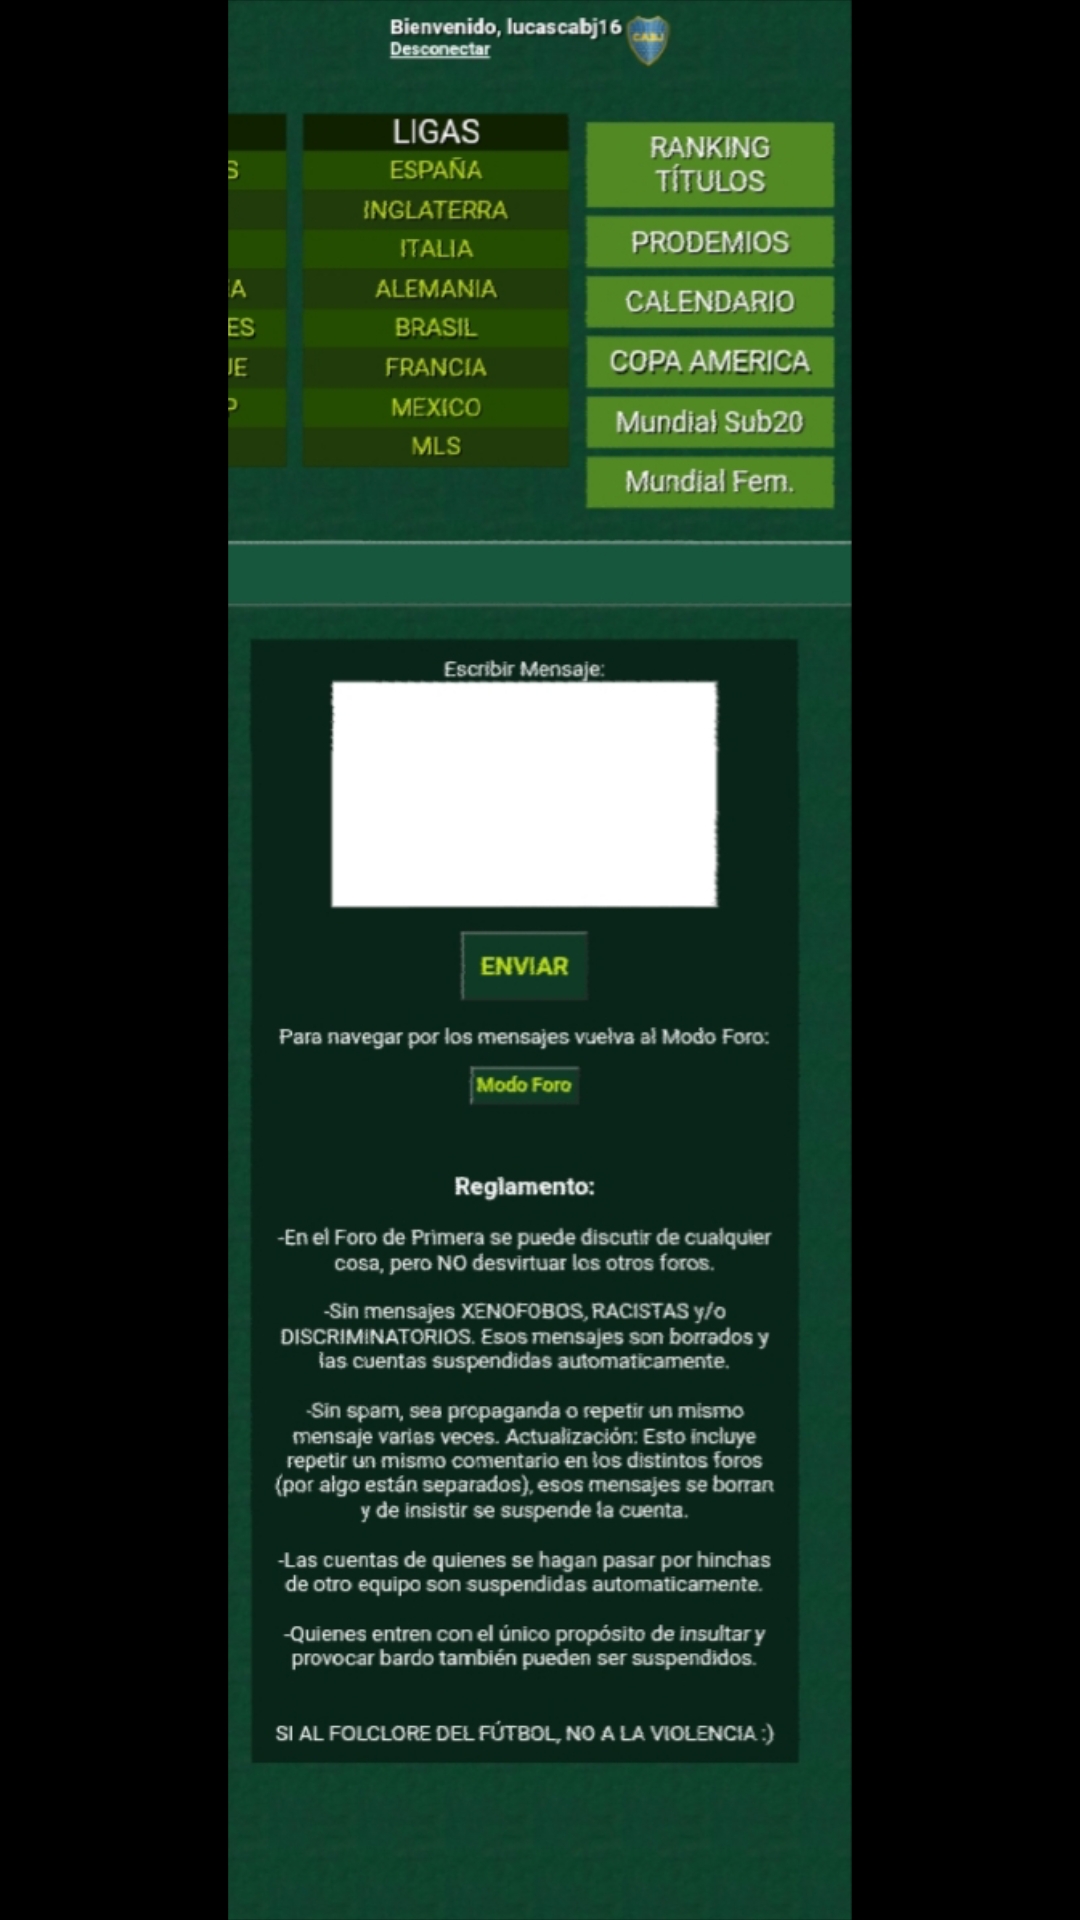 Bienvenido, lucascabj16
Desconectar
CABJ
LIGAS
ESPAÑA
INGLATERRA
ITALIA
ALEMANIA
BRASIL
FRANCIA
MEXICO
MLS
S
IA
ES
UE
P
RANKING
TÍTULOS
PRODEMIOS
CALENDARIO
COPA AMERICA
Mundial Sub20
Mundial Fem.
Escribir Mensaje:
ENVIAR
Para navegar por los mensajes vuelva al Modo Foro:
Modo Foro
Reglamento:
-En el Foro de Primera se puede discutir de cualquier
cosa, pero NO desvirtuar los otros foros.
-Sin mensajes XENOFOBOS, RACISTAS y/o
DISCRIMINATORIOS. Esos mensajes son borrados y
las cuentas suspendidas automaticamente.
-Sin spam, sea propaganda o repetir un mismo
mensaje varias veces. Actualización: Esto incluye
repetir un mismo comentario en los distintos foros
(por algo están separados), esos mensajes se borran
y de insistir se suspende la cuenta.
-Las cuentas de quienes se hagan pasar por hinchas
de otro equipo son suspendidas automaticamente.
-Quienes entren con el único propósito de insultar y
provocar bardo también pueden ser suspendidos.
SI AL FOLCLORE DEL FÚTBOL, NO A LA VIOLENCIA :)